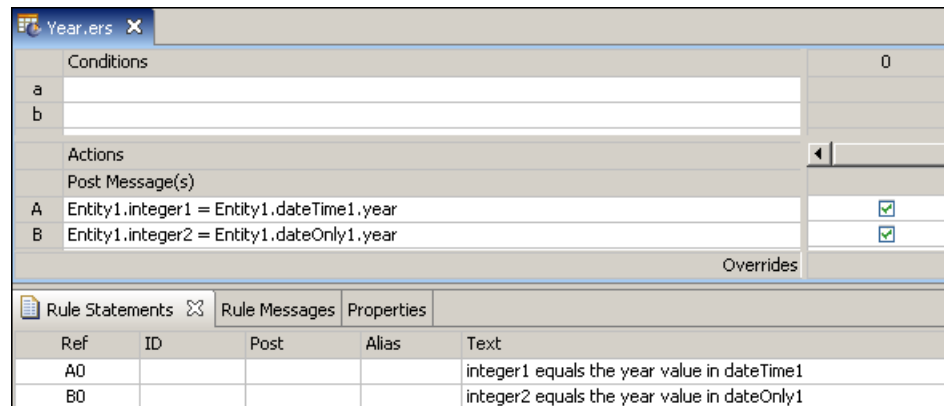 Year.ers
Conditions 0
a
b
Actions
Post Message(s)
A Entity1.integer1 = Entity1.dateTime1.year
B Entity1.integer2 = Entity1.dateOnly1.year
Overrides
Rule Statements Rule Messages Properties
Ref ID Post Alias Text
A0 integer1 equals the year value in dateTime1
B0 integer2 equals the year value in dateOnly1